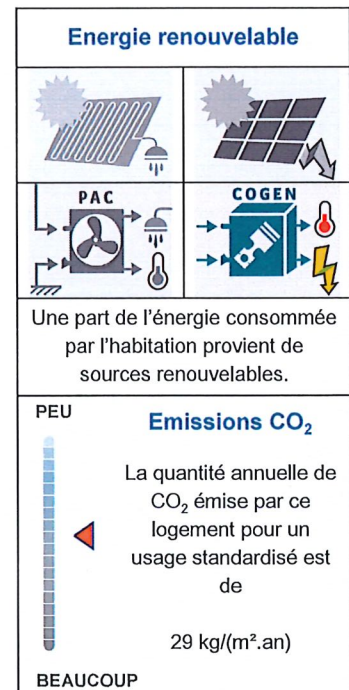 Energie renouvelable
PAC
COGEN
Une part de l'énergie consommée
par l'habitation provient de
sources renouvelables.
PEU
Emissions CO₂
La quantité annuelle de
CO₂ émise par ce
logement pour un
usage standardisé est
de
29 kg/(m².an)
BEAUCOUP